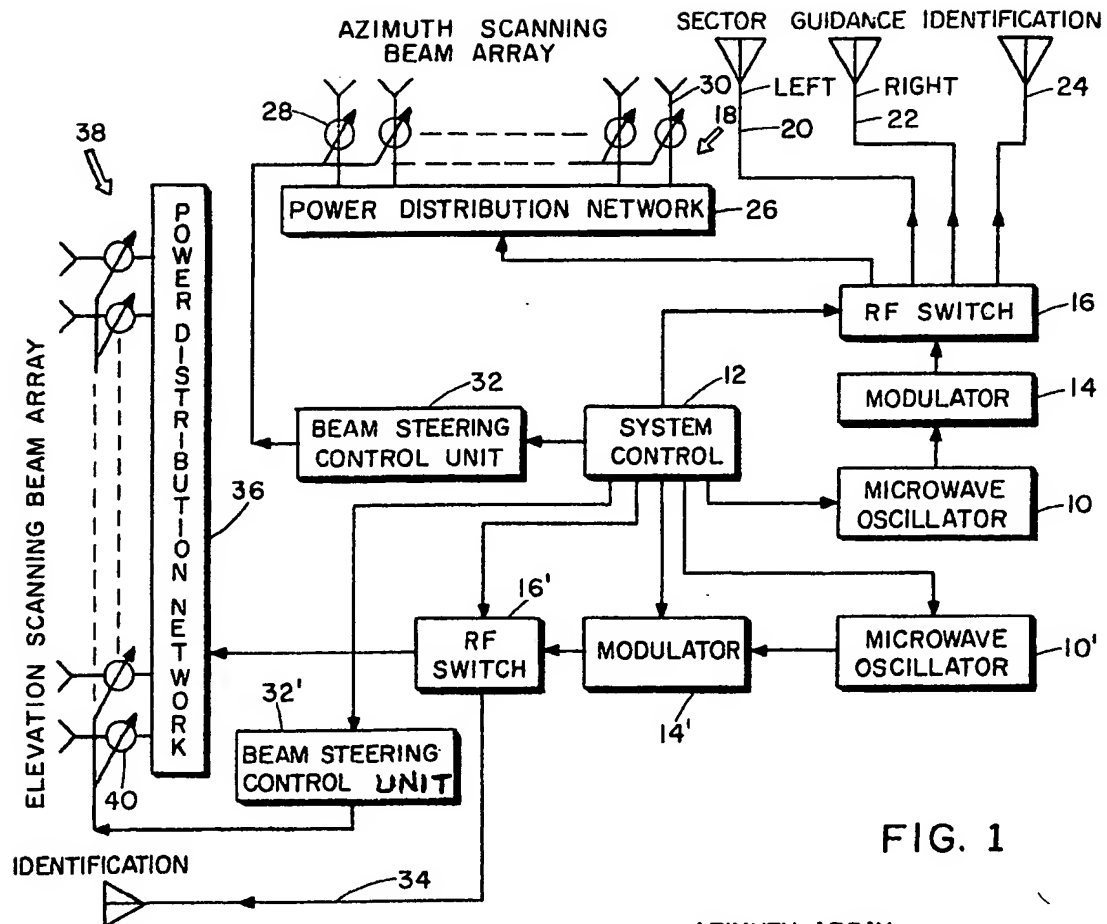 AZIMUTH SCANNING
BEAM ARRAY
SECTOR GUIDANCE IDENTIFICATION
LEFT
RIGHT
20
22
24
28
30
18
38
POWER DISTRIBUTION NETWORK
26
POWER DISTRIBUTION NETWORK
36
ELEVATION SCANNING BEAM ARRAY
40
RF SWITCH
16
MODULATOR
14
MICROWAVE
OSCILLATOR
10
32
BEAM STEERING
CONTROL UNIT
12
SYSTEM
CONTROL
16'
RF
SWITCH
MODULATOR
14'
MICROWAVE
OSCILLATOR
10'
32'
BEAM STEERING
CONTROL UNIT
IDENTIFICATION
34
FIG. 1